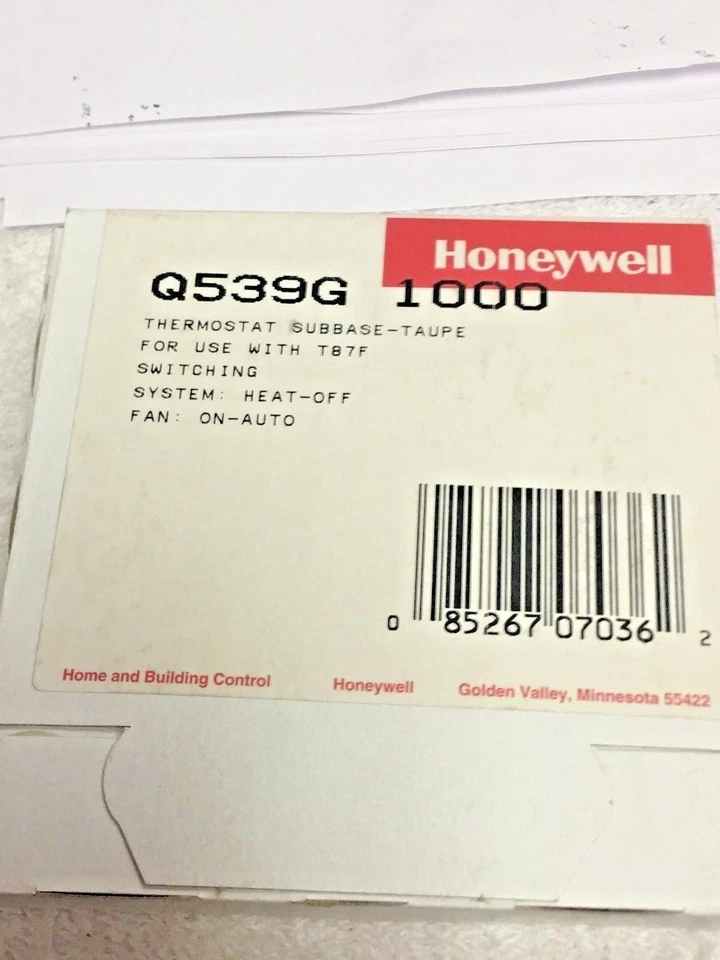 Honeywell
Q539G 1000
THERMOSTAT SUBBASE-TAUPE
FOR USE WITH T87F
SWITCHING
SYSTEM: HEAT-OFF
FAN: ON-AUTO
0 85267 07036 2
Home and Building Control Honeywell Golden Valley, Minnesota 55422